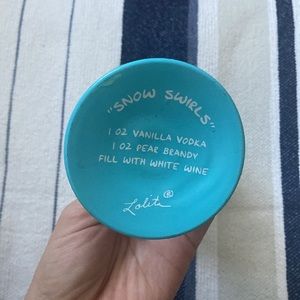 "SNOW SWIRLS"
1 OZ VANILLA VODKA
1 OZ PEAR BRANDY
FILL WITH WHITE WINE
Lolita®